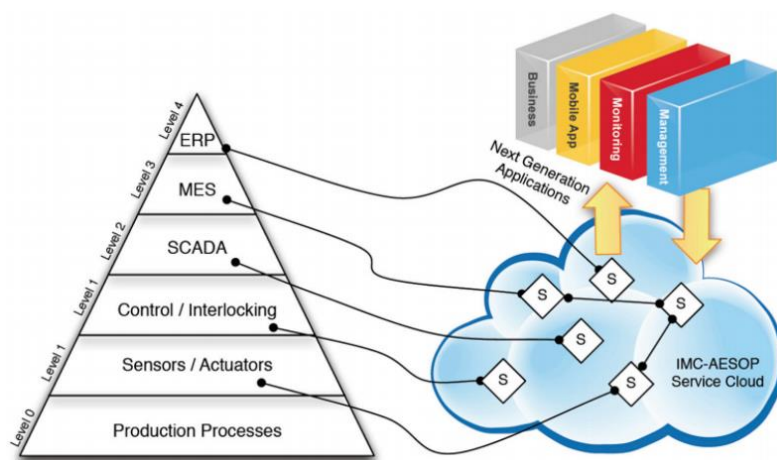 Level 4
ERP
Level 3
MES
Level 2
SCADA
Level 1
Control / Interlocking
Level 1
Sensors / Actuators
Level 0
Production Processes
Business
Mobile App
Monitoring
Management
Next Generation
Applications
S
S
S
S
S
S
IMC-AESOP
Service Cloud